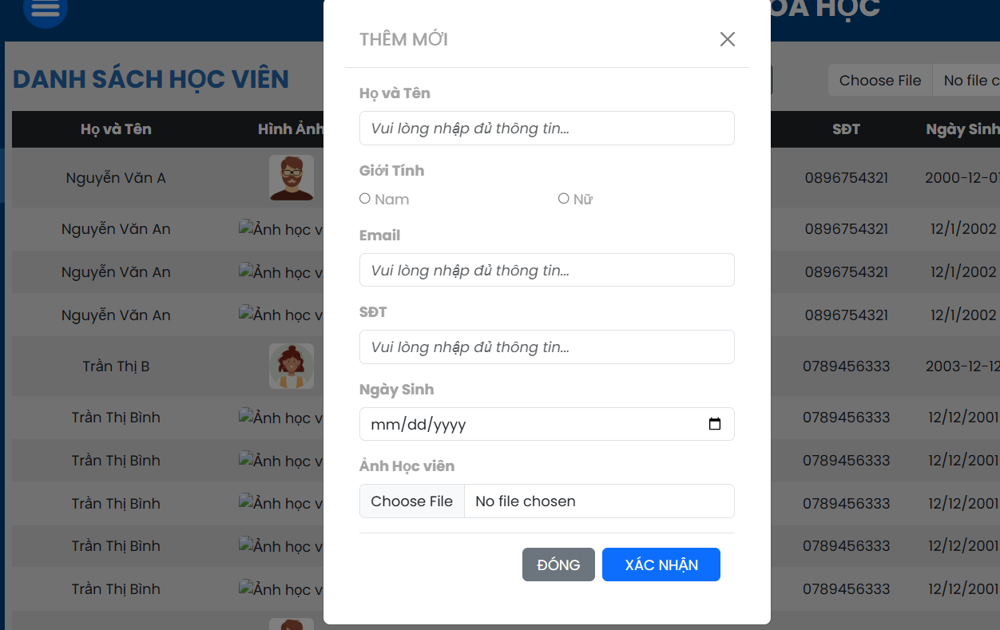 OÁ HỌC
THÊM MỚI
DANH SÁCH HỌC VIÊN
Choose File No file c
Họ và Tên Hình Ảnh SĐT Ngày Sinh
Nguyễn Văn A 0896754321 2000-12-01
Nguyễn Văn An Ảnh học v 0896754321 12/1/2002
Nguyễn Văn An Ảnh học v 0896754321 12/1/2002
Nguyễn Văn An Ảnh học v 0896754321 12/1/2002
Trần Thị B 0789456333 2003-12-12
Trần Thị Bình Ảnh học v 0789456333 12/12/2001
Trần Thị Bình Ảnh học v 0789456333 12/12/2001
Trần Thị Bình Ảnh học v 0789456333 12/12/2001
Trần Thị Bình Ảnh học v 0789456333 12/12/2001
Trần Thị Bình Ảnh học v 0789456333 12/12/2001
Họ và Tên
Vui lòng nhập đủ thông tin...
Giới Tính
Nam Nữ
Email
Vui lòng nhập đủ thông tin...
SĐT
Vui lòng nhập đủ thông tin...
Ngày Sinh
mm/dd/yyyy
Ảnh Học viên
Choose File No file chosen
ĐÓNG XÁC NHẬN